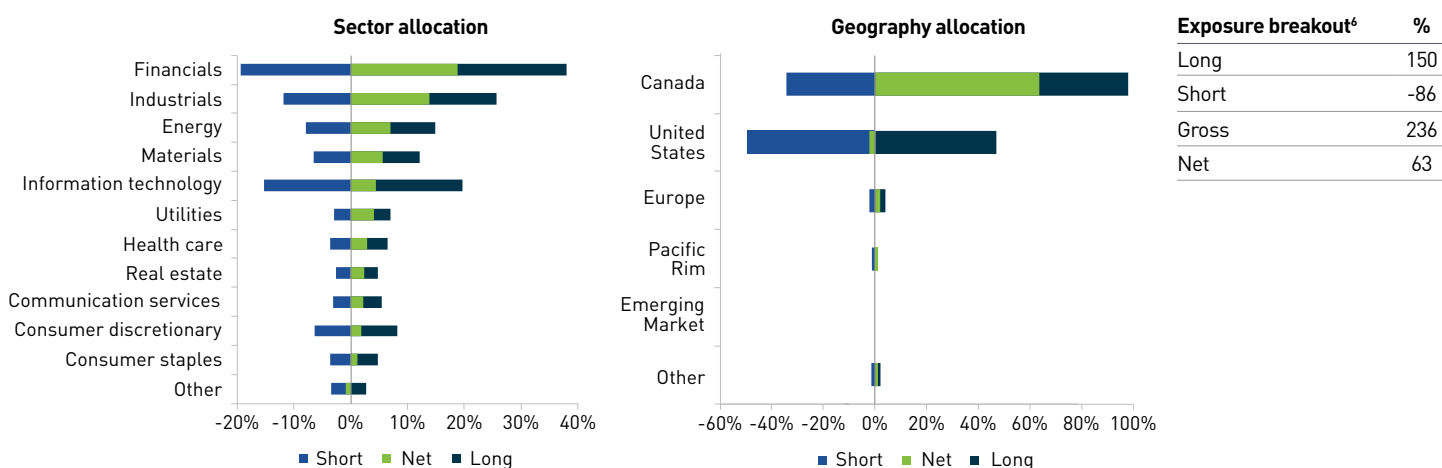 Sector allocation
Financials
Industrials
Energy
Materials
Information technology
Utilities
Health care
Real estate
Communication services
Consumer discretionary
Consumer staples
Other
-20% -10% 0% 10% 20% 30% 40%
Short Net Long
Geography allocation
Canada
United
States
Europe
Pacific
Rim
Emerging
Market
Other
-60% -40% -20% 0% 20% 40% 60% 80% 100%
Short Net Long
Exposure breakout⁶ %
Long 150
Short -86
Gross 236
Net 63